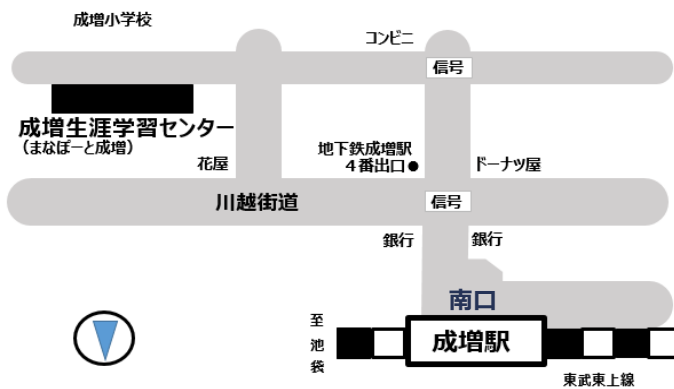 成増小学校
コンビニ
信号
成増生涯学習センター
(まなぽーと成増)
花屋
地下鉄成増駅
4番出口●
ドーナツ屋
川越街道
信号
銀行
銀行
南口
至
池
袋
成増駅
東武東上線